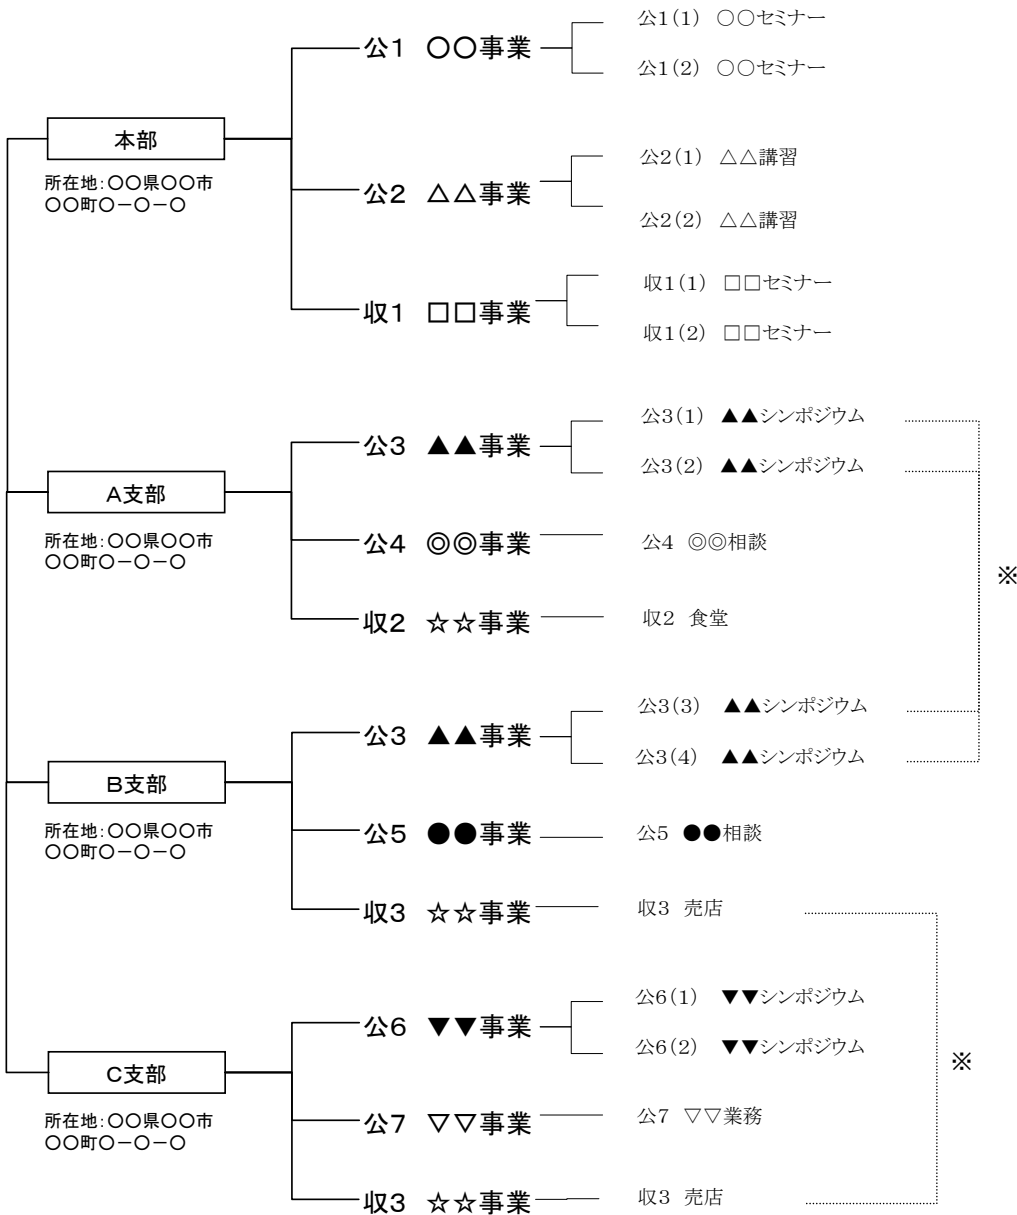 公1(1) ○○セミナー
公1 ○○事業
公1(2) ○○セミナー
本部
所在地:○○県○○市
○○町○-○-○
公2(1) △△講習
公2 △△事業
公2(2) △△講習
収1(1) □□セミナー
収1 □□事業
収1(2) □□セミナー
公3(1) ▲▲シンポジウム
公3 ▲▲事業
公3(2) ▲▲シンポジウム
A支部
所在地:○○県○○市
○○町○-○-○
公4 ◎◎事業
公4 ◎◎相談
※
収2 ☆☆事業
収2 食堂
公3(3) ▲▲シンポジウム
公3 ▲▲事業
公3(4) ▲▲シンポジウム
B支部
所在地:○○県○○市
○○町○-○-○
公5 ●●事業
公5 ●●相談
収3 ☆☆事業
収3 売店
公6(1) ▼▼シンポジウム
公6 ▼▼事業
公6(2) ▼▼シンポジウム
※
C支部
所在地:○○県○○市
○○町○-○-○
公7 ▽▽事業
公7 ▽▽業務
収3 ☆☆事業
収3 売店